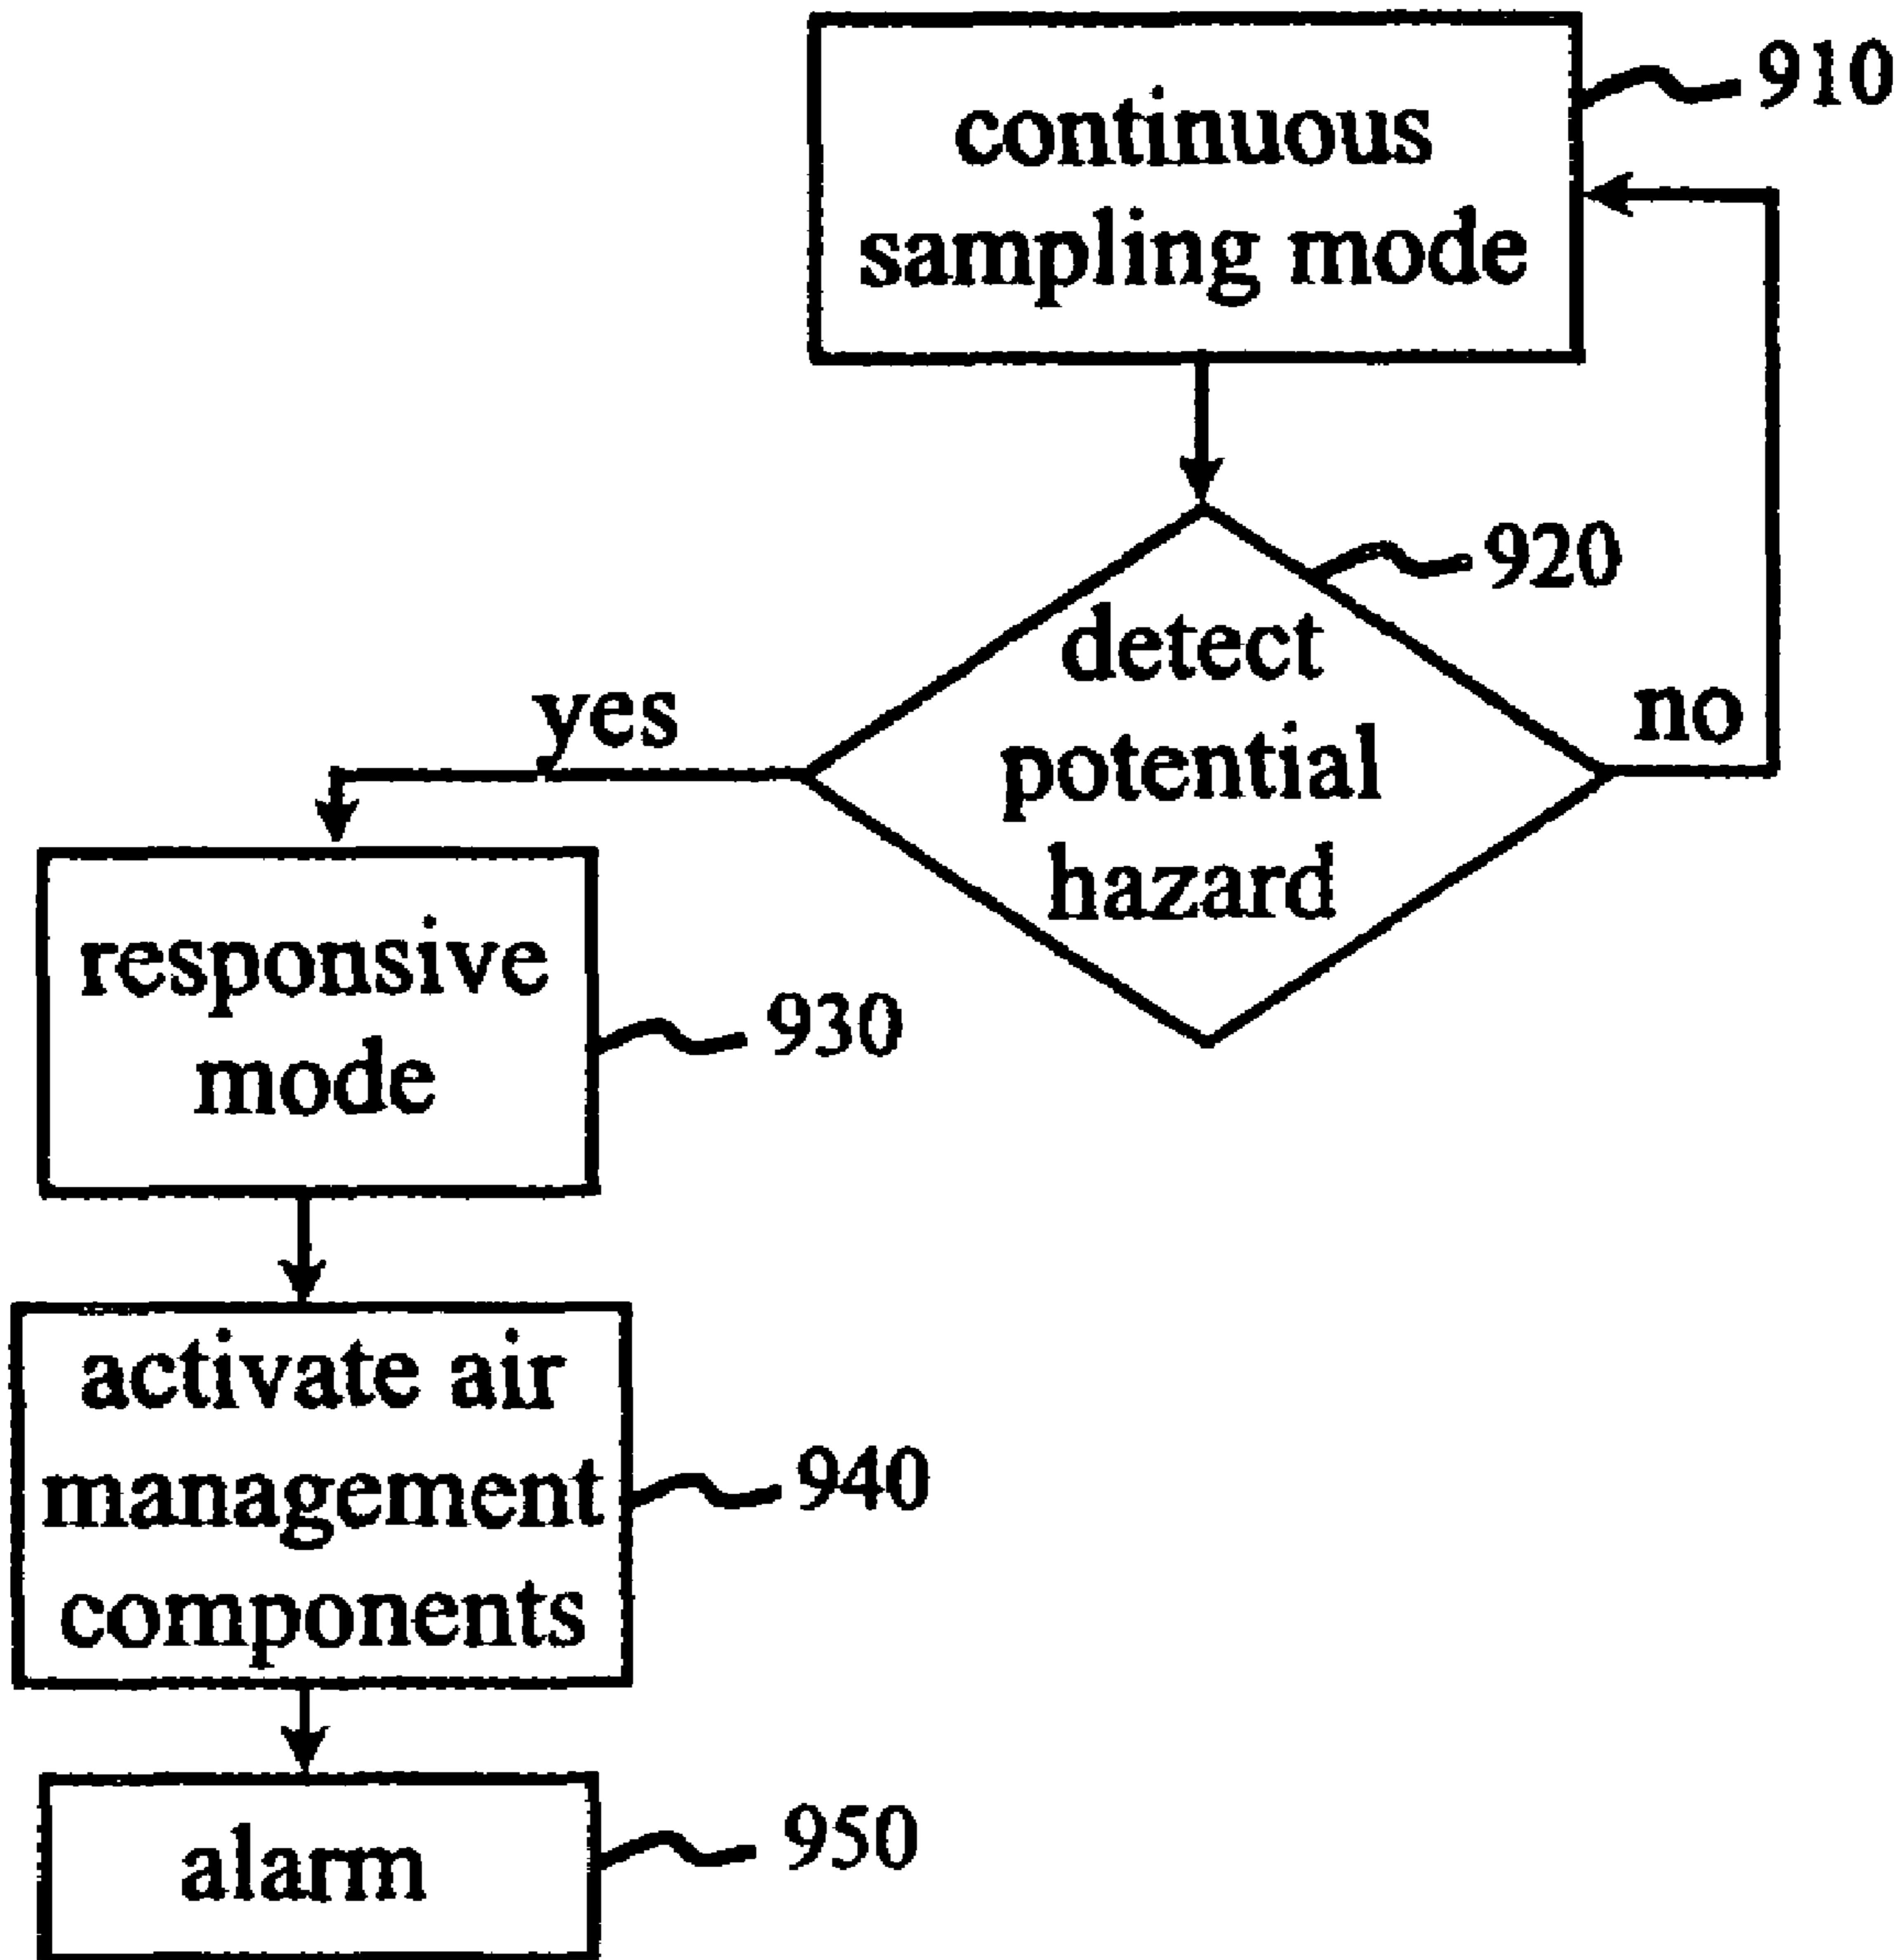 continuous
sampling mode
910
detect
potential
hazard
920
yes
no
responsive
mode
930
activate air
management
components
940
alarm
950